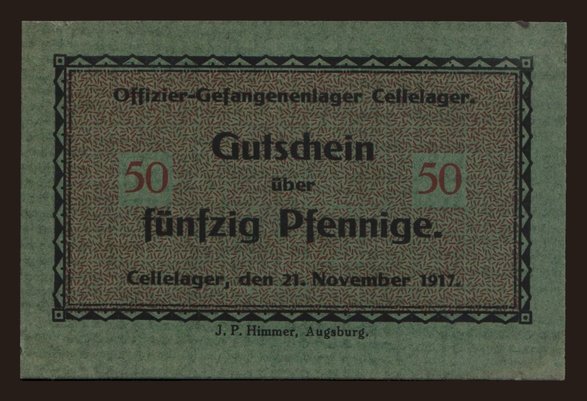 Offizier-Gefangenenlager Cellelager.
Gutschein
50 über 50
fünfzig Pfennige.
Cellelager, den 21. November 1917.
J. P. Himmer, Augsburg.